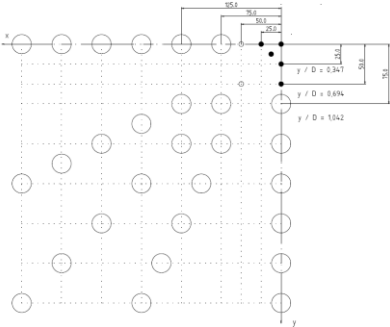 125.0
75.0
50.0
25.0
x
25.0
50.0
75.0
y / D = 0,347
y / D = 0,694
y / D = 1,042
y